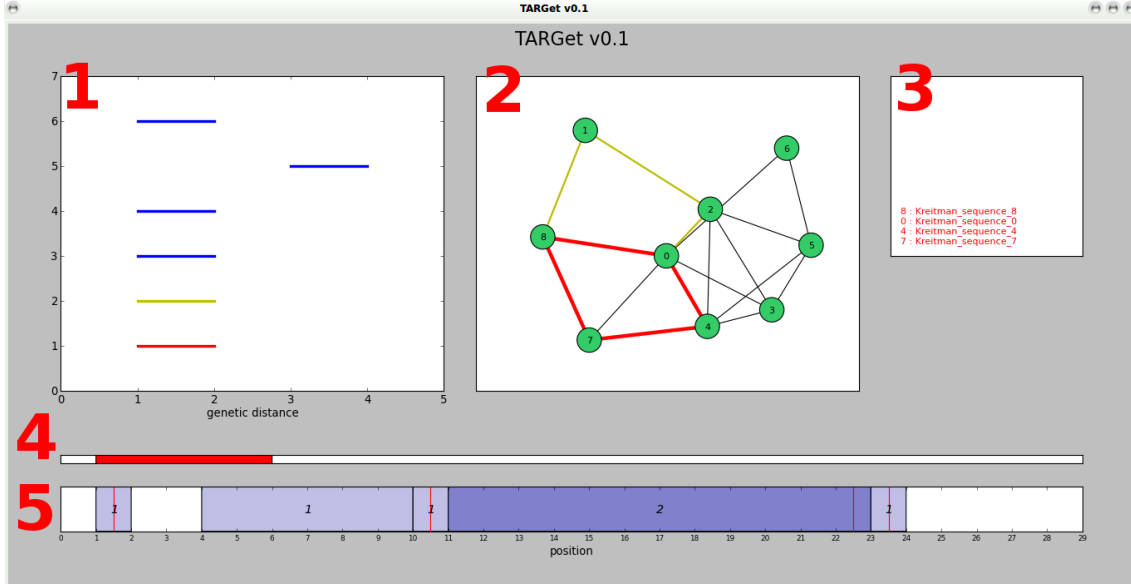 TARGet v0.1
TARGet v0.1
1
2
3
7
6
5
4
3
2
1
0
0 1 2 3 4 5
genetic distance
1
6
2
8
5
0
3
4
7
8 : Kreitman_sequence_8
0 : Kreitman_sequence_0
4 : Kreitman_sequence_4
7 : Kreitman_sequence_7
4
5
1 1 1 2 1
0 1 2 3 4 5 6 7 8 9 10 11 12 13 14 15 16 17 18 19 20 21 22 23 24 25 26 27 28 29
position